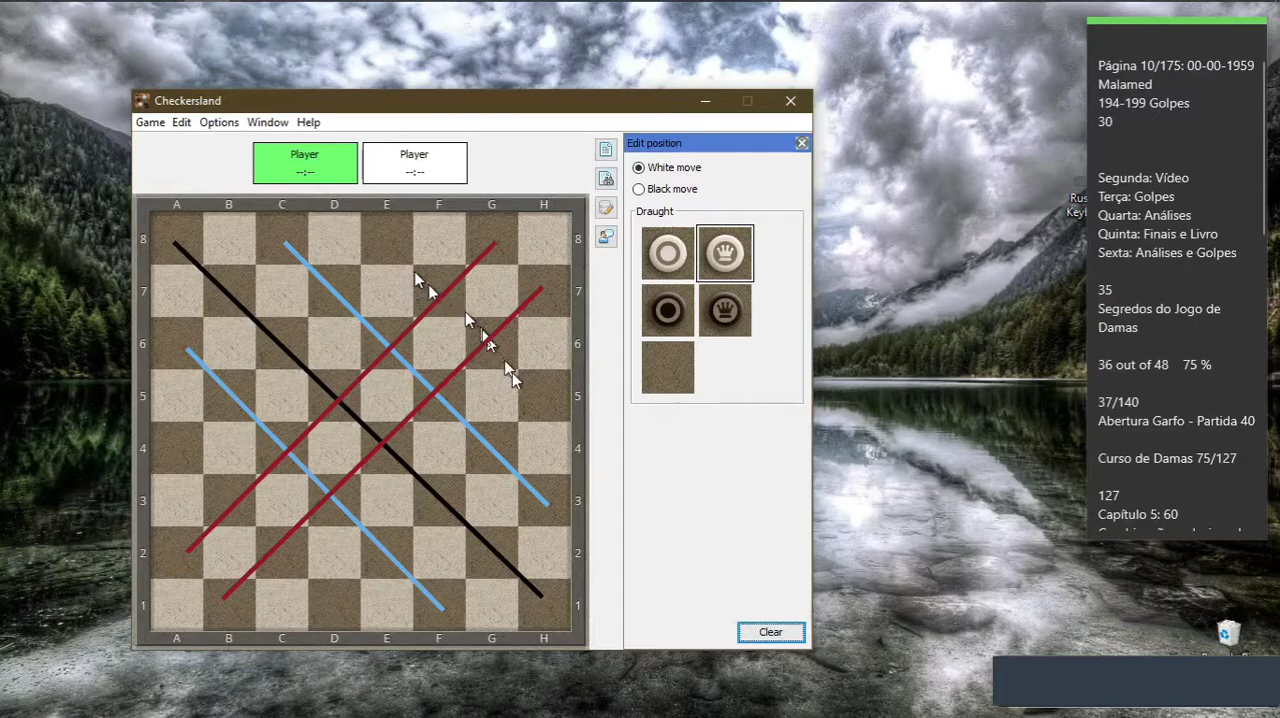 Checkersland
Game Edit Options Window Help
Player
--:--
Player
--:--
Edit position
White move
Black move
Draught
Clear
A B C D E F G H
8 8
7 7
6 6
5 5
4 4
3 3
2 2
1 1
A B C D E F G H
Rus
Keyb
Página 10/175: 00-00-1959
Malamed
194-199 Golpes
30
Segunda: Vídeo
Terça: Golpes
Quarta: Análises
Quinta: Finais e Livro
Sexta: Análises e Golpes
35
Segredos do Jogo de
Damas
36 out of 48 75 %
37/140
Abertura Garfo - Partida 40
Curso de Damas 75/127
127
Capítulo 5: 60